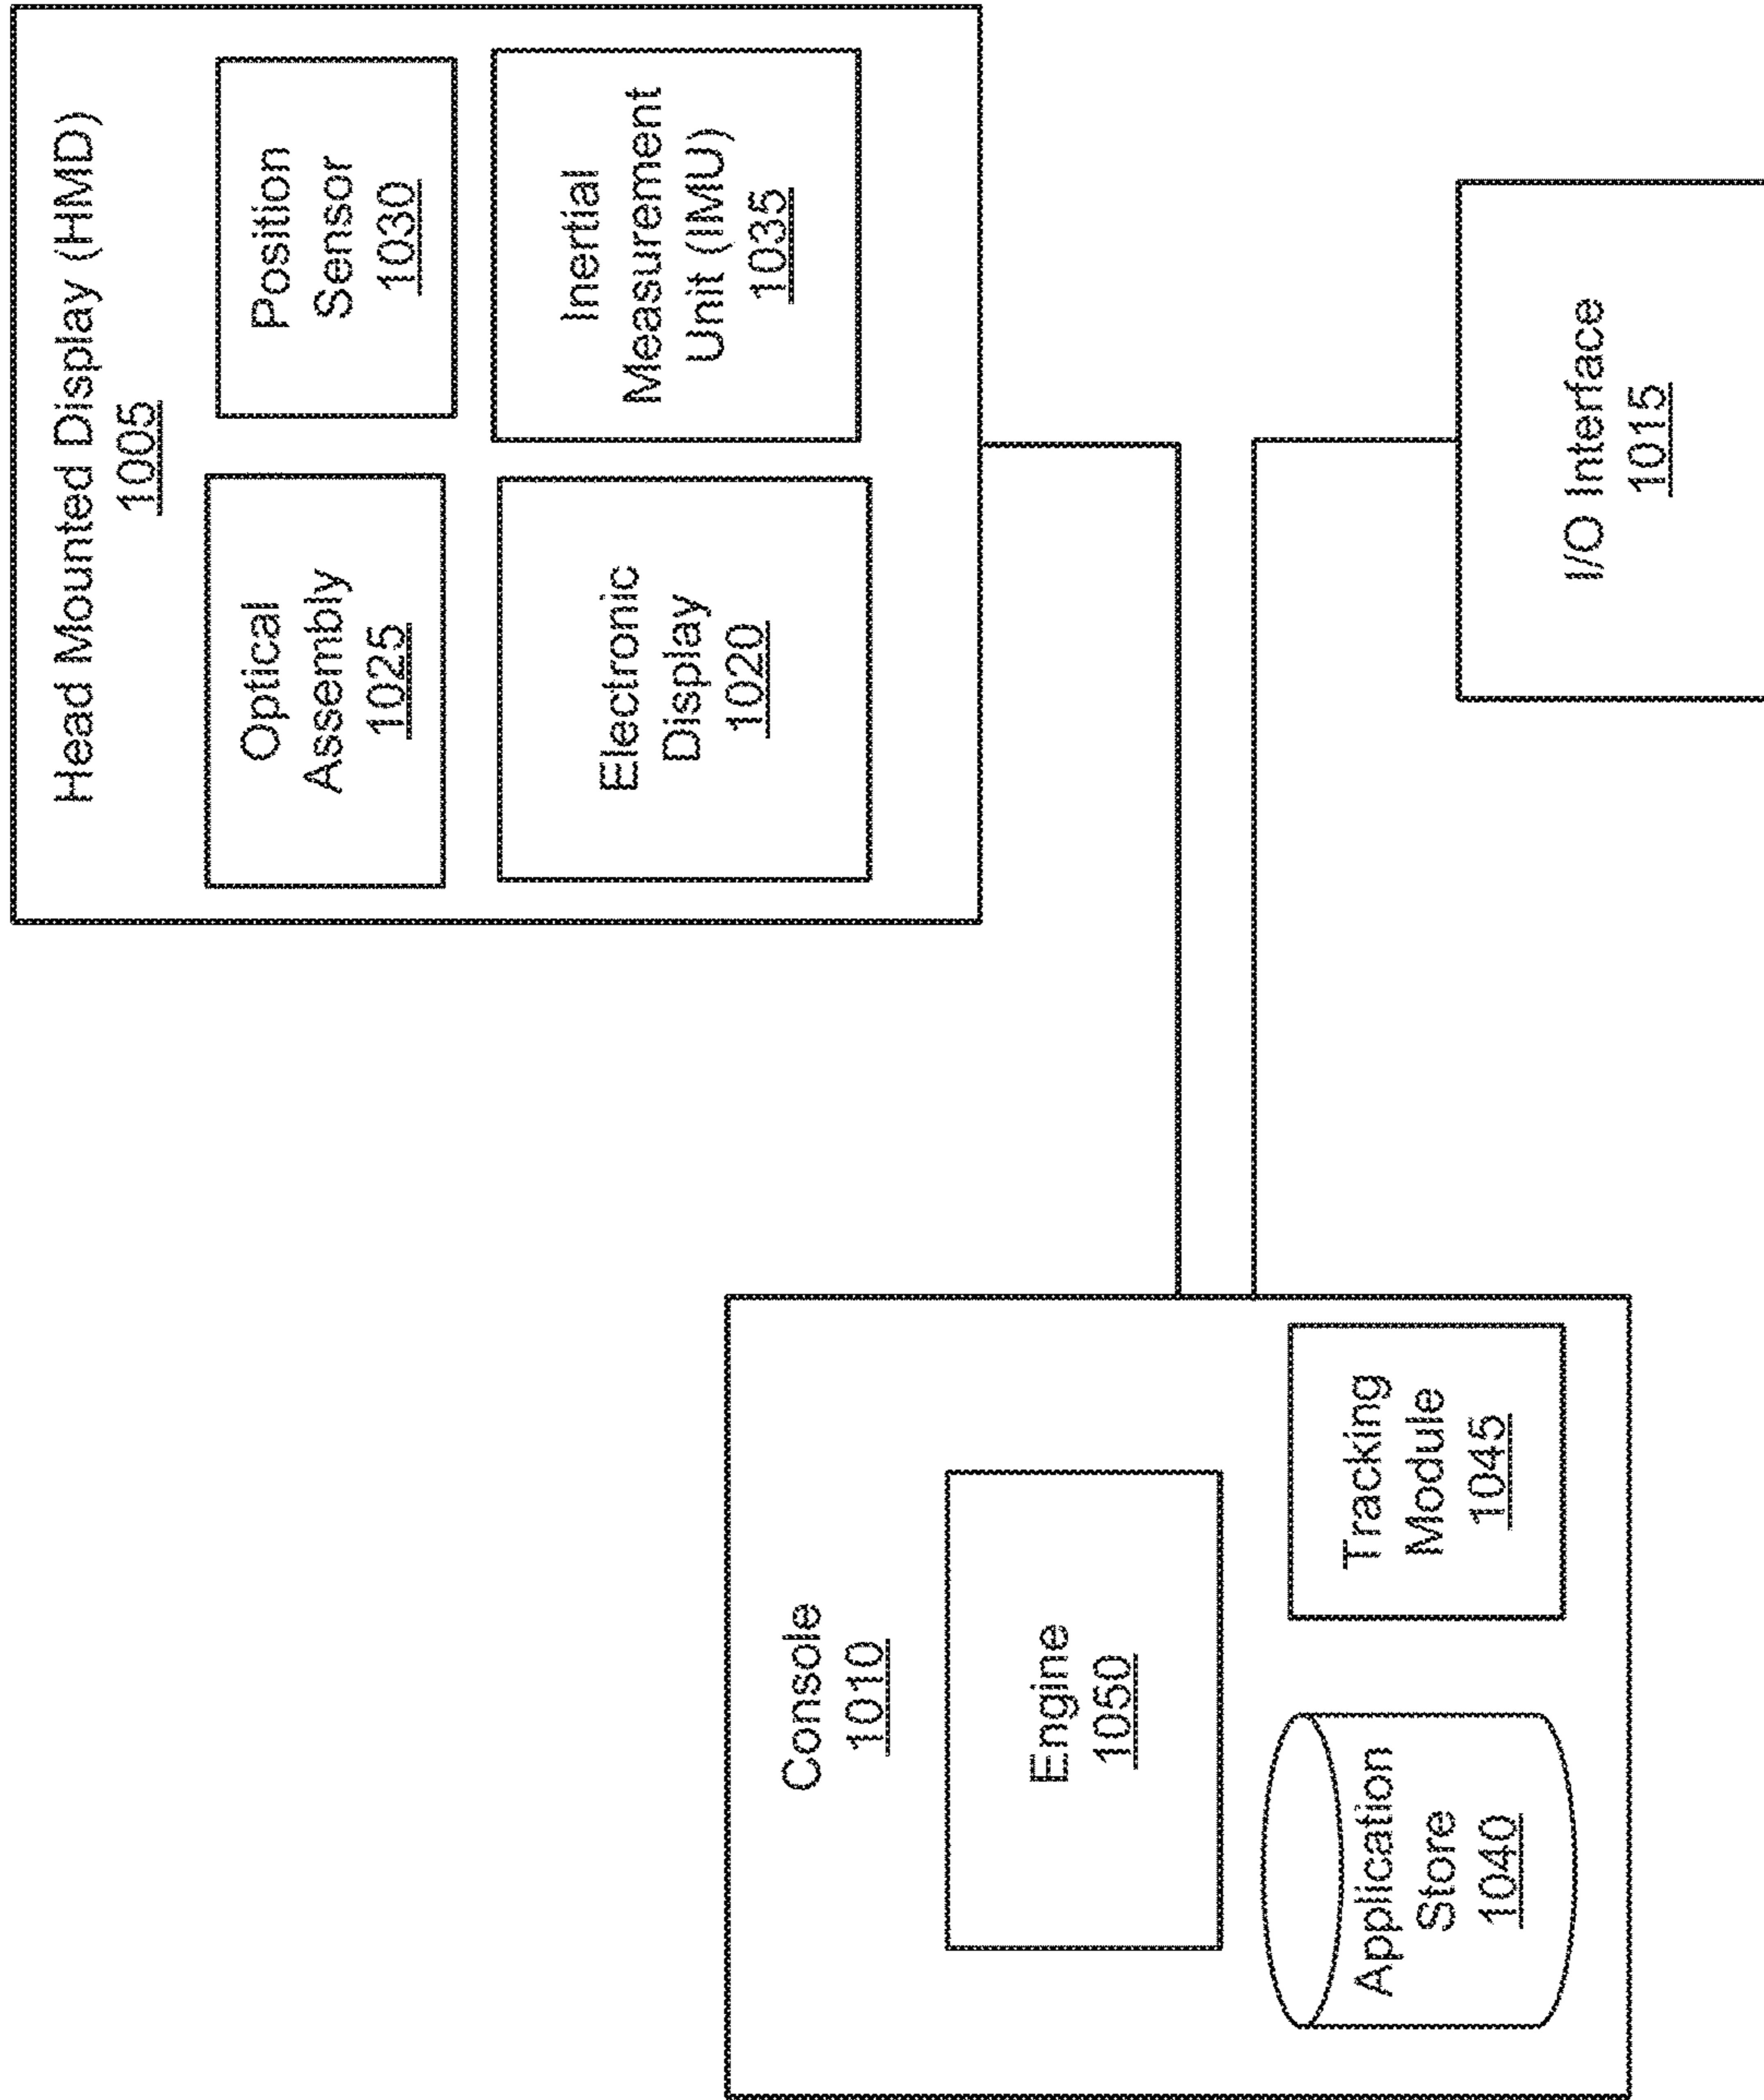 Head Mounted Display (HMD)
1005
Optical
Assembly
1025
Position
Sensor
1030
Electronic
Display
1020
Inertial
Measurement
Unit (IMU)
1035
Console
1010
Engine
1050
Application
Store
1040
Tracking
Module
1045
I/O Interface
1015